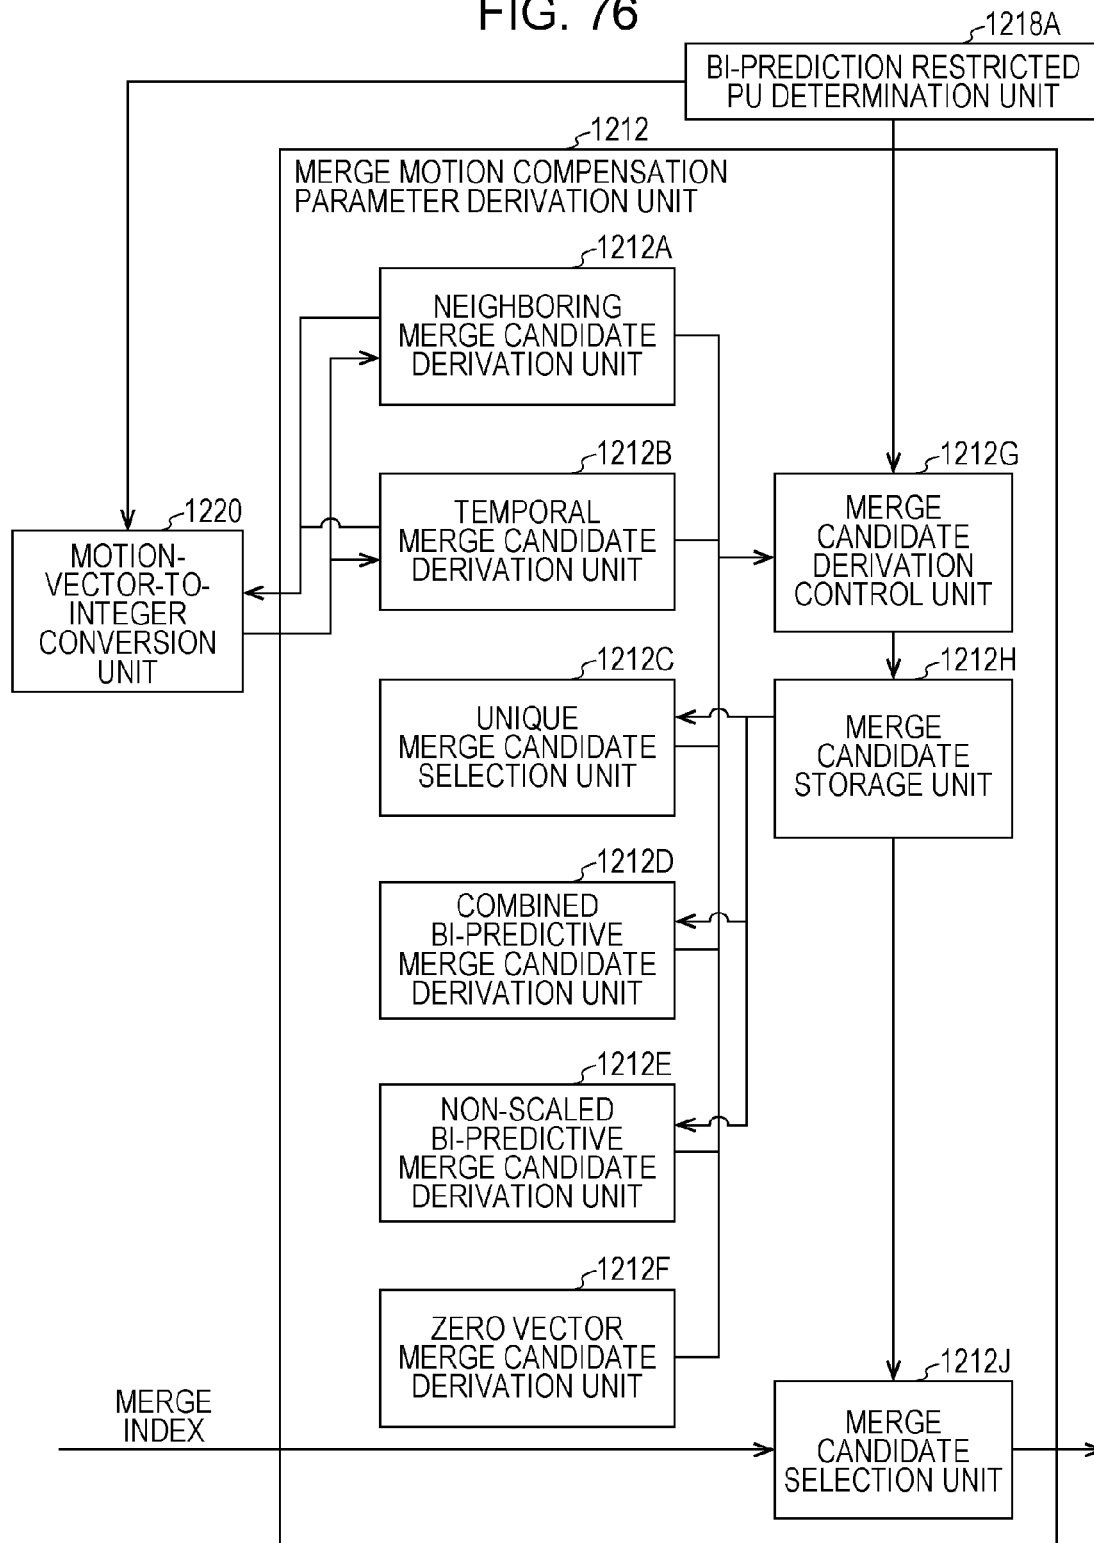 FIG. 76
1218A
BI-PREDICTION RESTRICTED
PU DETERMINATION UNIT
1212
MERGE MOTION COMPENSATION
PARAMETER DERIVATION UNIT
1212A
NEIGHBORING
MERGE CANDIDATE
DERIVATION UNIT
1212B
TEMPORAL
MERGE CANDIDATE
DERIVATION UNIT
1212G
MERGE
CANDIDATE
DERIVATION
CONTROL UNIT
1220
MOTION-
VECTOR-TO-
INTEGER
CONVERSION
UNIT
1212C
UNIQUE
MERGE CANDIDATE
SELECTION UNIT
1212H
MERGE
CANDIDATE
STORAGE UNIT
1212D
COMBINED
BI-PREDICTIVE
MERGE CANDIDATE
DERIVATION UNIT
1212E
NON-SCALED
BI-PREDICTIVE
MERGE CANDIDATE
DERIVATION UNIT
1212F
ZERO VECTOR
MERGE CANDIDATE
DERIVATION UNIT
MERGE
INDEX
1212J
MERGE
CANDIDATE
SELECTION UNIT